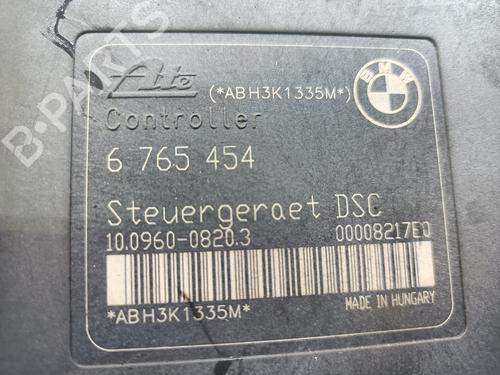 Ate (*ABH3K1335M*) BMW
Controller
6 765 454
Steuergeraet DSC
10.0960-0820.3 00008217E0
*ABH3K1335M* MADE IN HUNGARY
B-PARTS